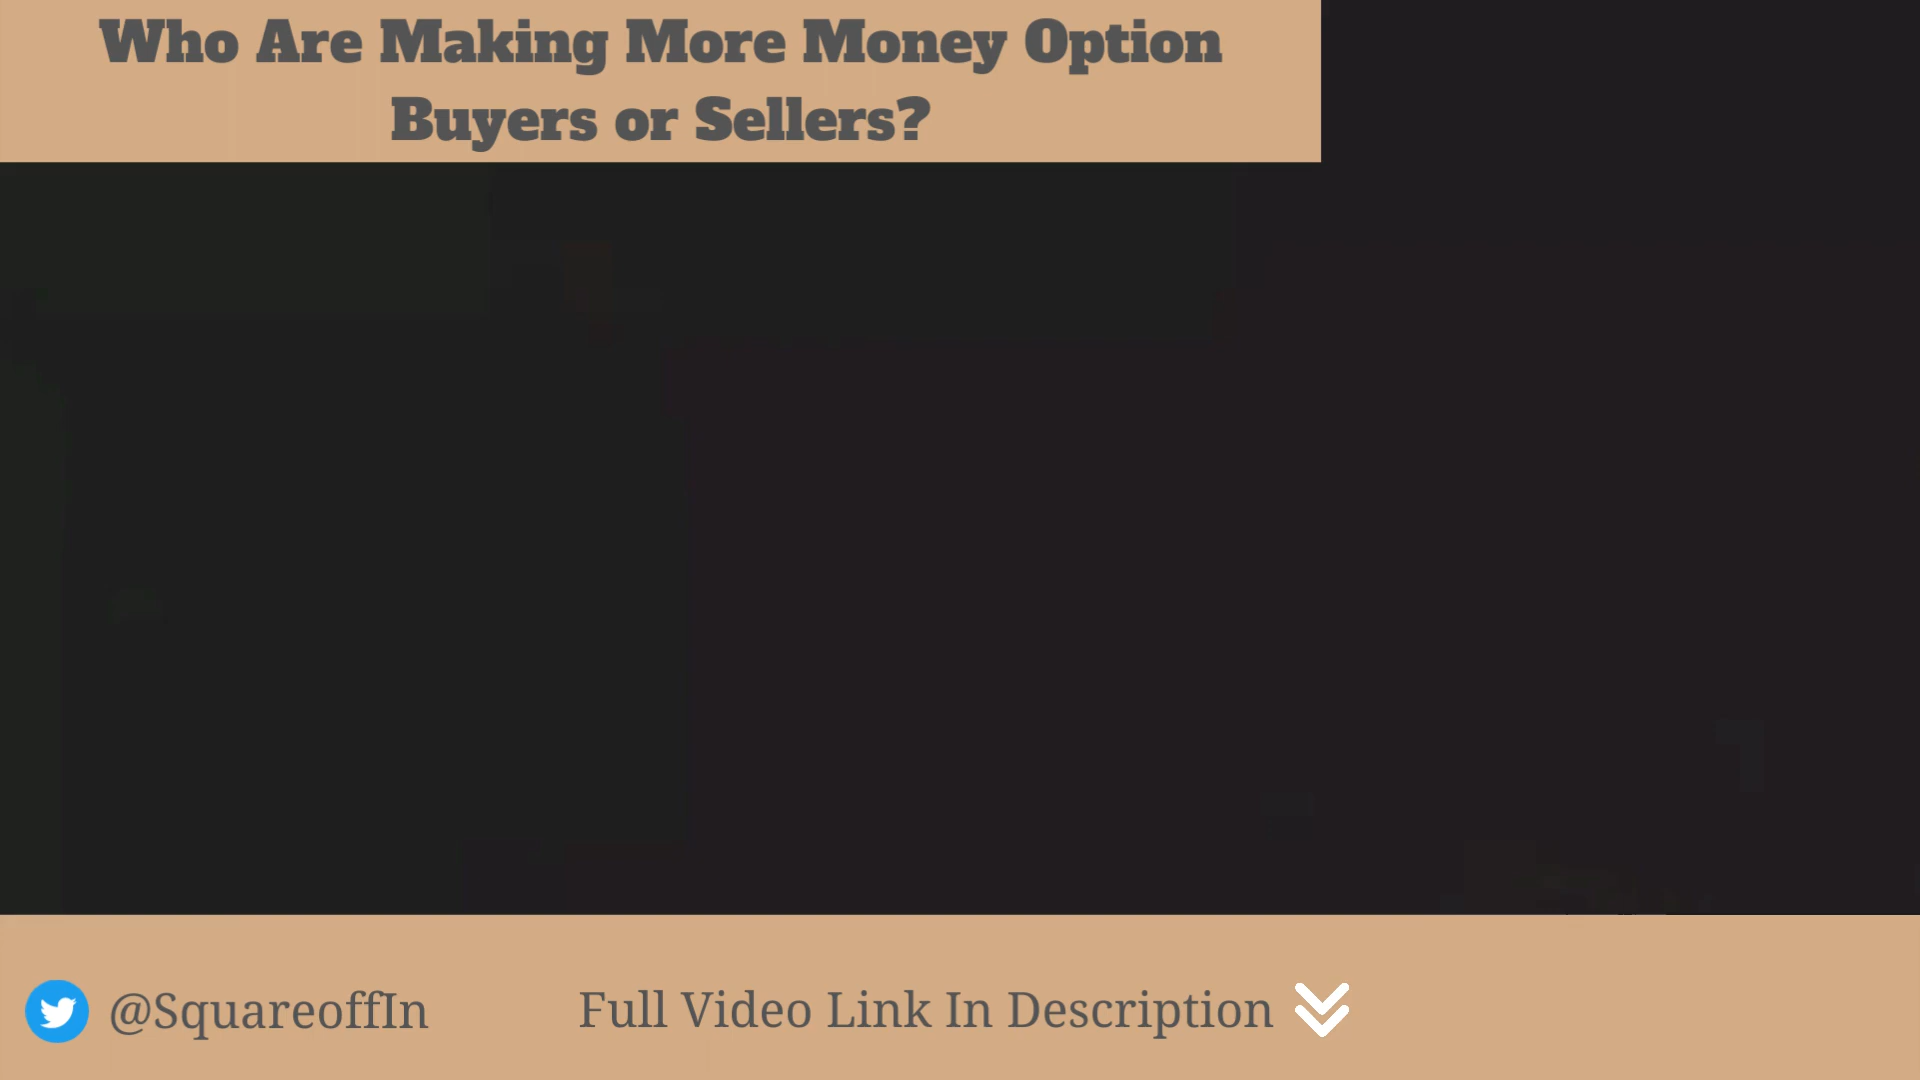 Who Are Making More Money Option
Buyers or Sellers?
@SquareoffIn
Full Video Link In Description